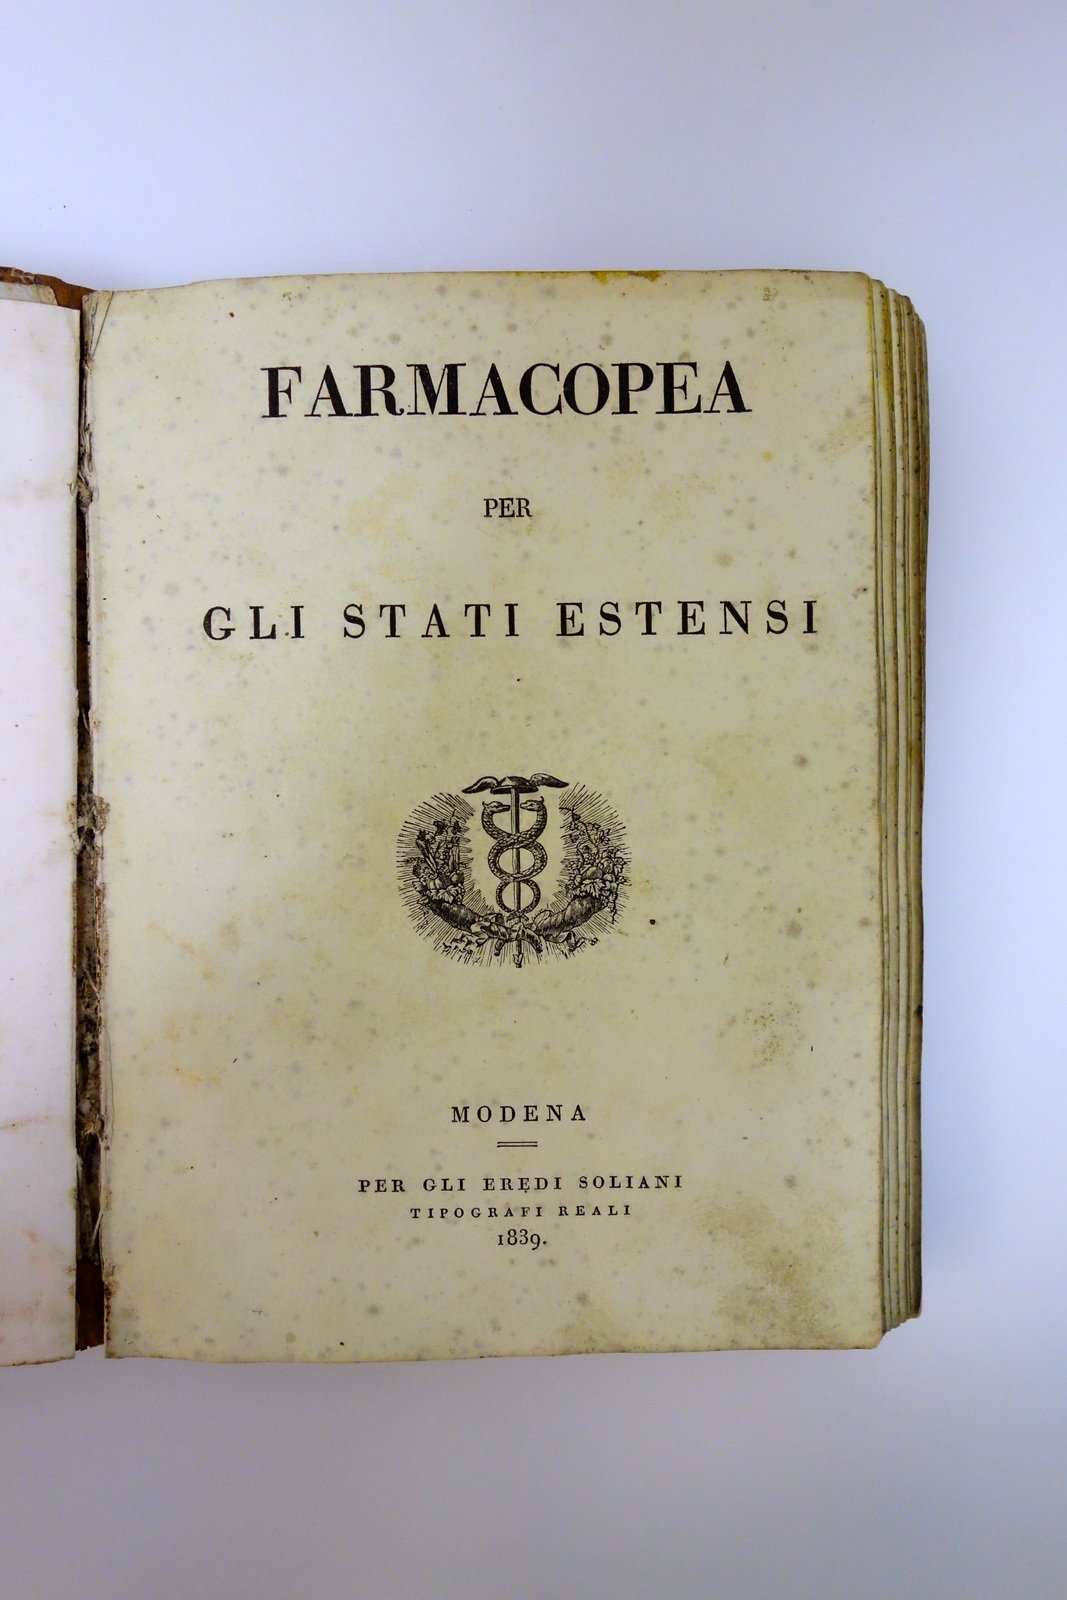 FARMACOPEA
PER
GLI STATI ESTENSI
MODENA
PER GLI EREDI SOLIANI
TIPOGRAFI REALI
1839.